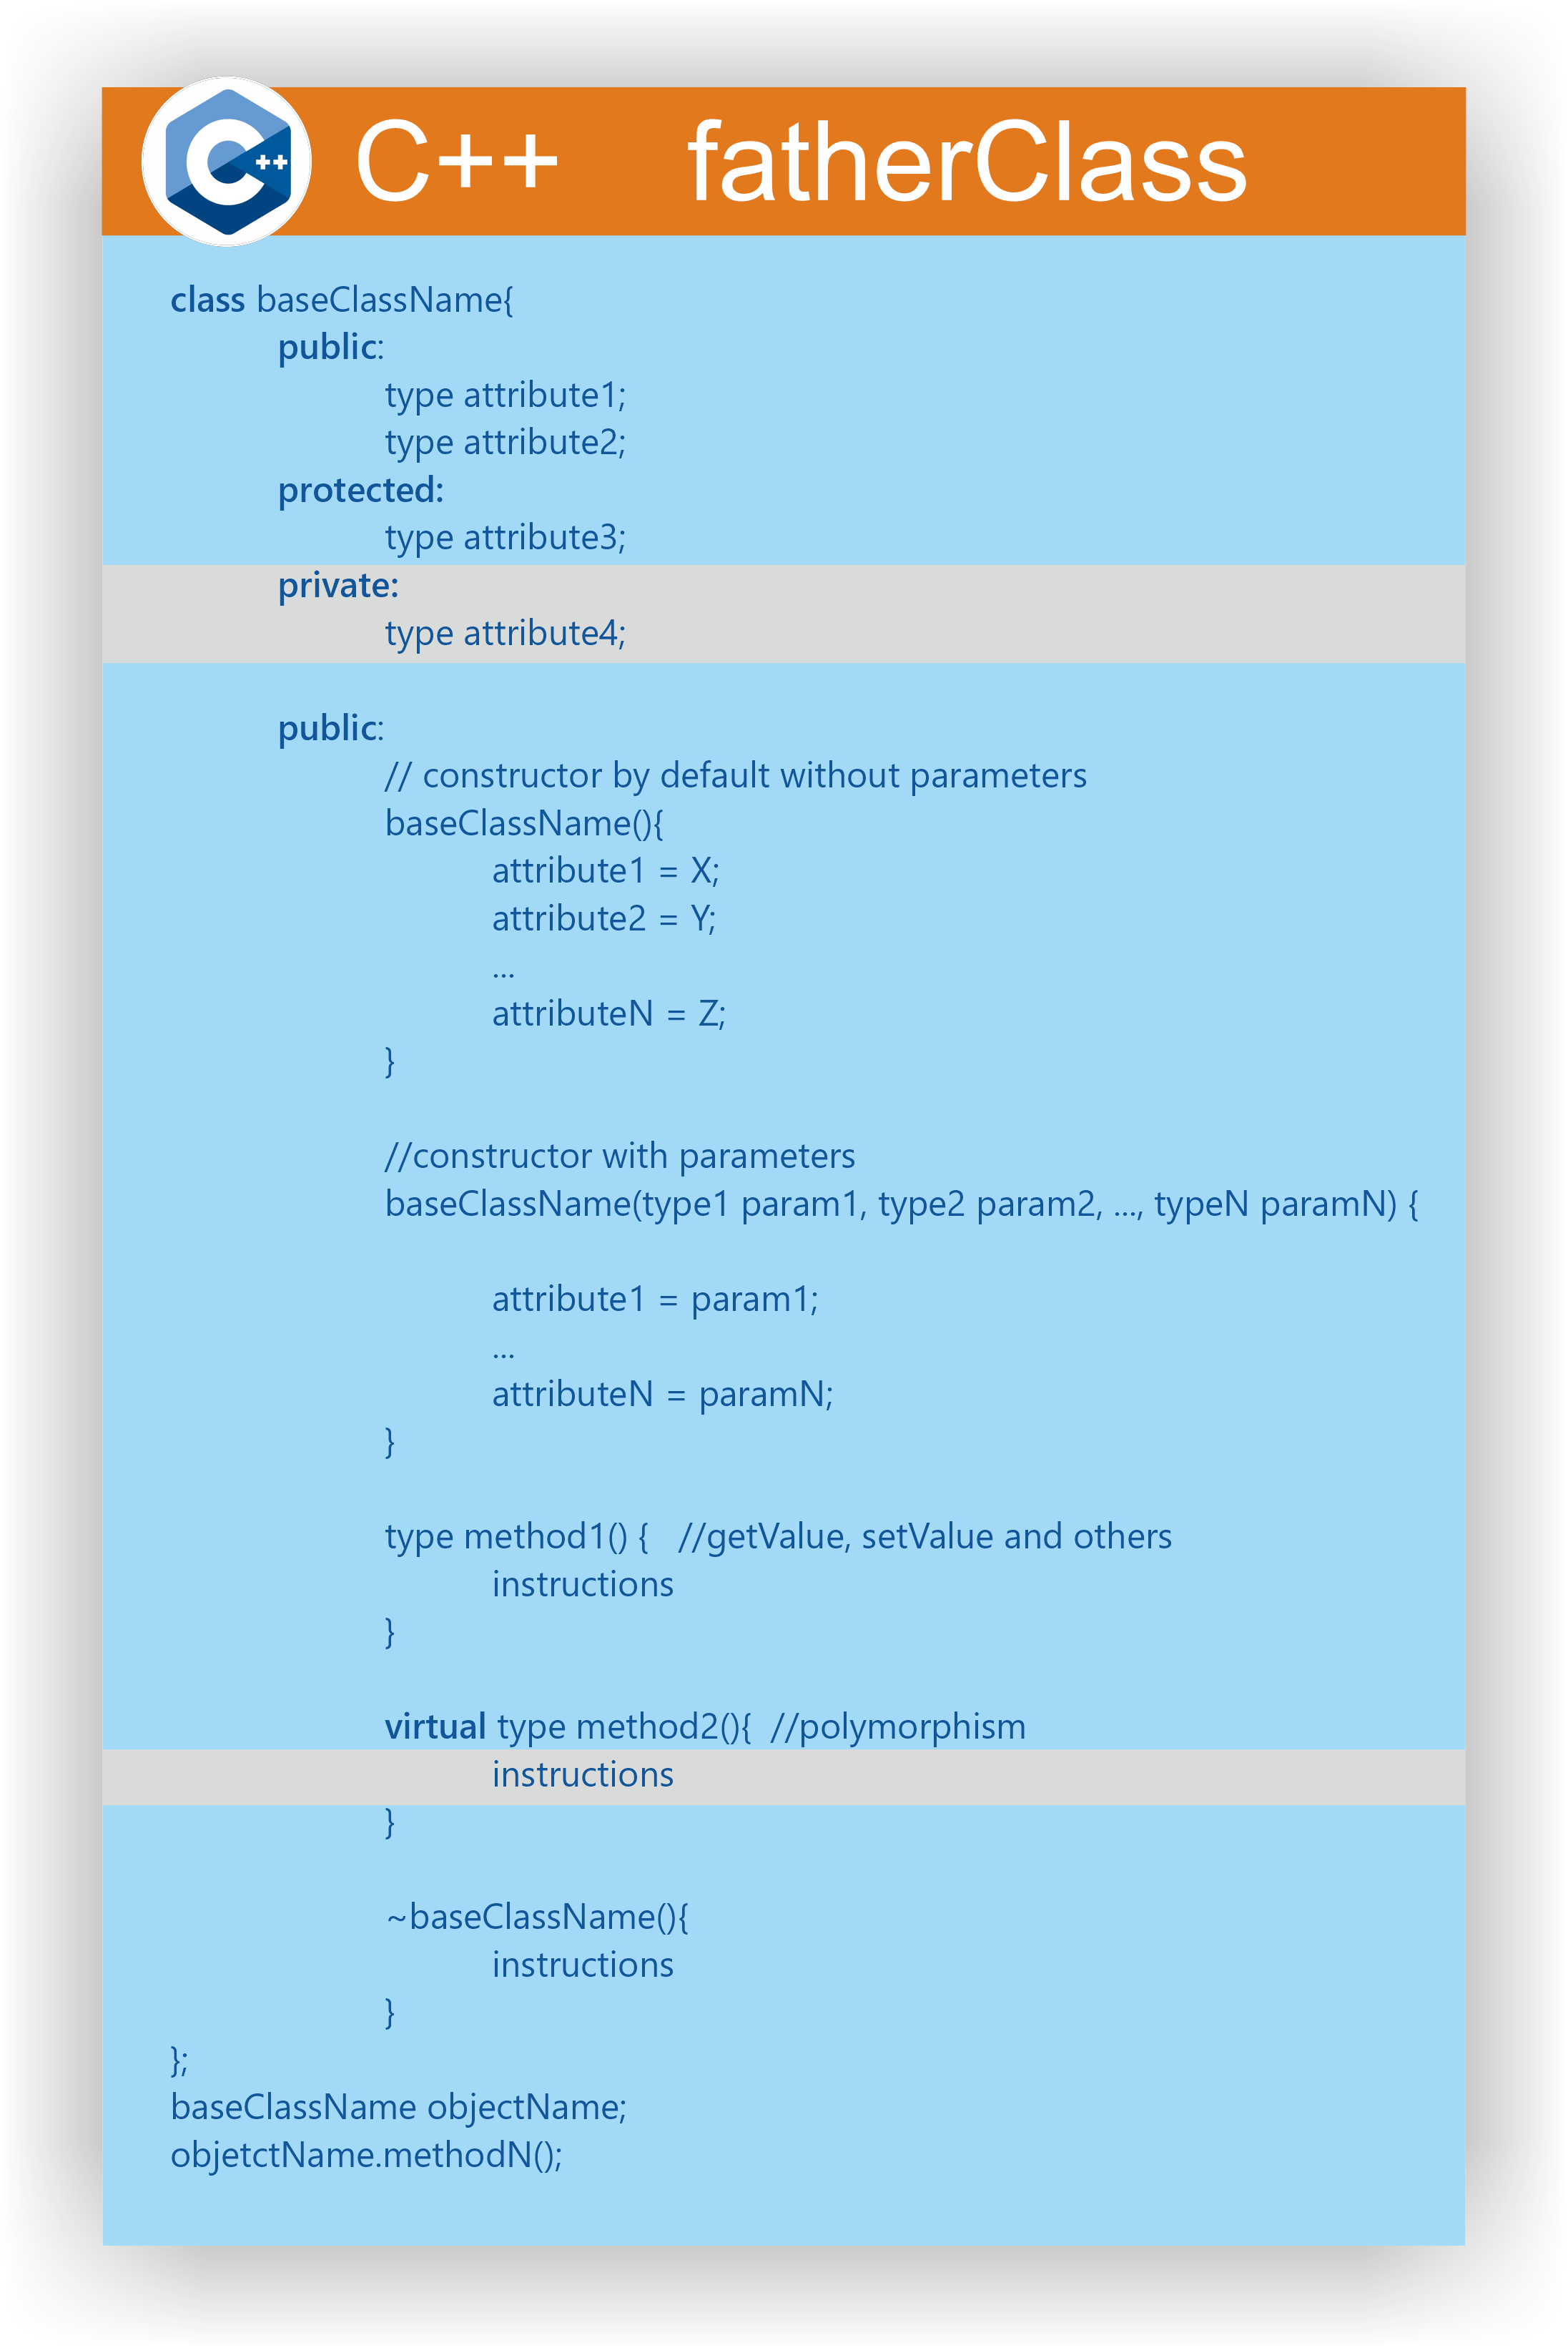 C++ fatherClass
class baseClassName{
public:
type attribute1;
type attribute2;
protected:
type attribute3;
private:
type attribute4;
public:
// constructor by default without parameters
baseClassName(){
attribute1 = X;
attribute2 = Y;
...
attributeN = Z;
}
//constructor with parameters
baseClassName(type1 param1, type2 param2, ..., typeN paramN) {
attribute1 = param1;
...
attributeN = paramN;
}
type method1() { //getValue, setValue and others
instructions
}
virtual type method2(){ //polymorphism
instructions
}
~baseClassName(){
instructions
}
};
baseClassName objectName;
objetctName.methodN();